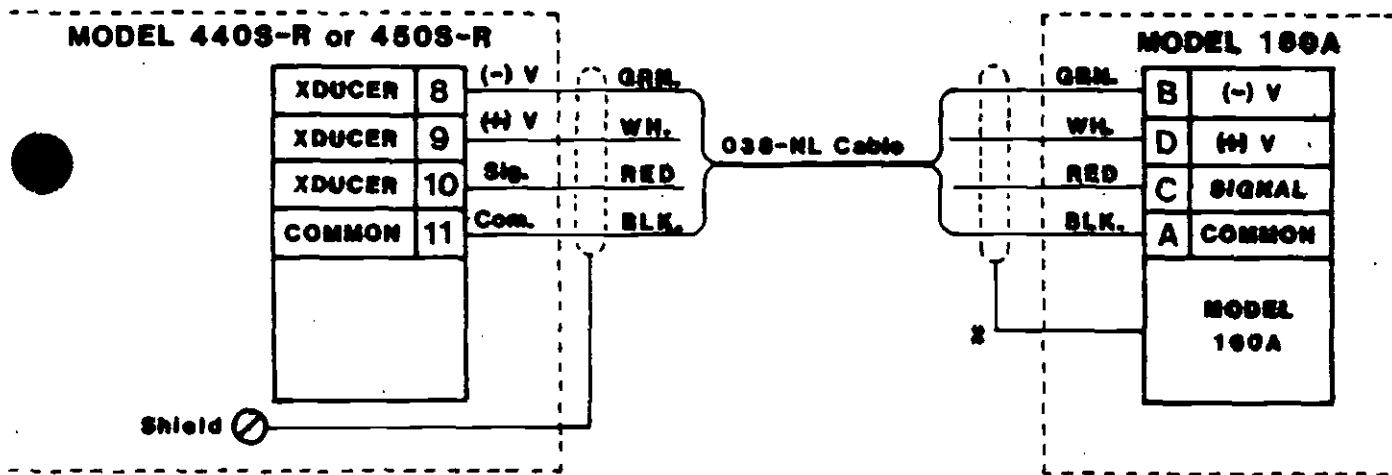 MODEL 440S-R or 450S-R
MODEL 160A
XDUCER 8 (-) V GRN.
XDUCER 9 (+) V WH.
XDUCER 10 Sig. RED
COMMON 11 Com. BLK.
038-NL Cable
GRN. B (-) V
WH. D (+) V
RED C SIGNAL
BLK. A COMMON
MODEL
160A
Shield
*